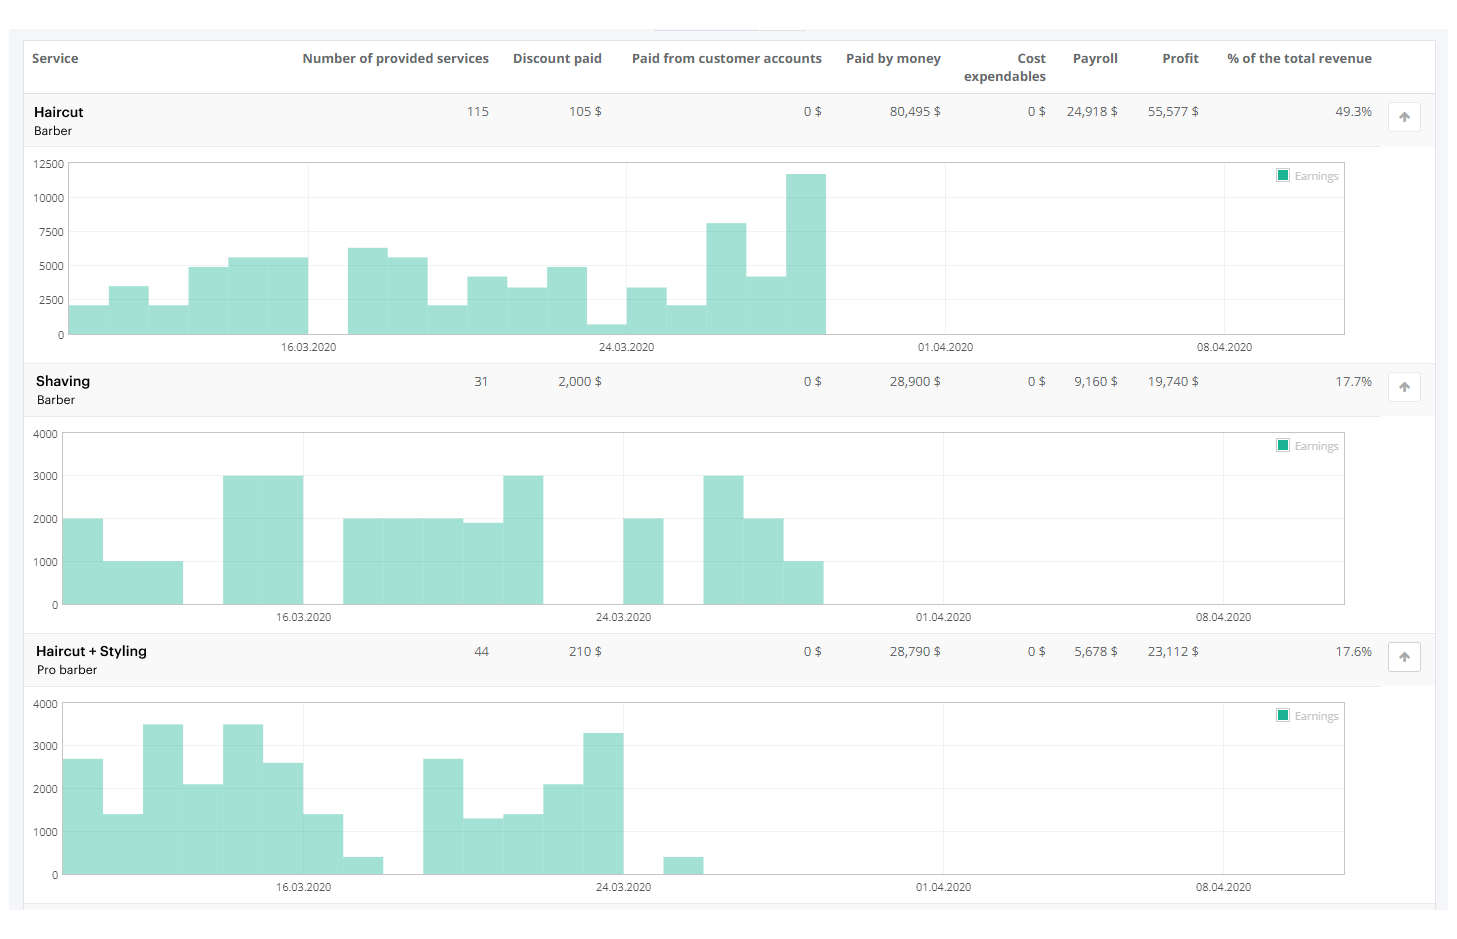 Service Number of provided services Discount paid Paid from customer accounts Paid by money Cost expendables Payroll Profit % of the total revenue
Haircut 115 105 $ 0 $ 80,495 $ 0 $ 24,918 $ 55,577 $ 49.3%
Barber
12500
Earnings
10000
7500
5000
2500
0
16.03.2020 24.03.2020 01.04.2020 08.04.2020
Shaving 31 2,000 $ 0 $ 28,900 $ 0 $ 9,160 $ 19,740 $ 17.7%
Barber
4000
Earnings
3000
2000
1000
0
16.03.2020 24.03.2020 01.04.2020 08.04.2020
Haircut + Styling 44 210 $ 0 $ 28,790 $ 0 $ 5,678 $ 23,112 $ 17.6%
Pro barber
4000
Earnings
3000
2000
1000
0
16.03.2020 24.03.2020 01.04.2020 08.04.2020